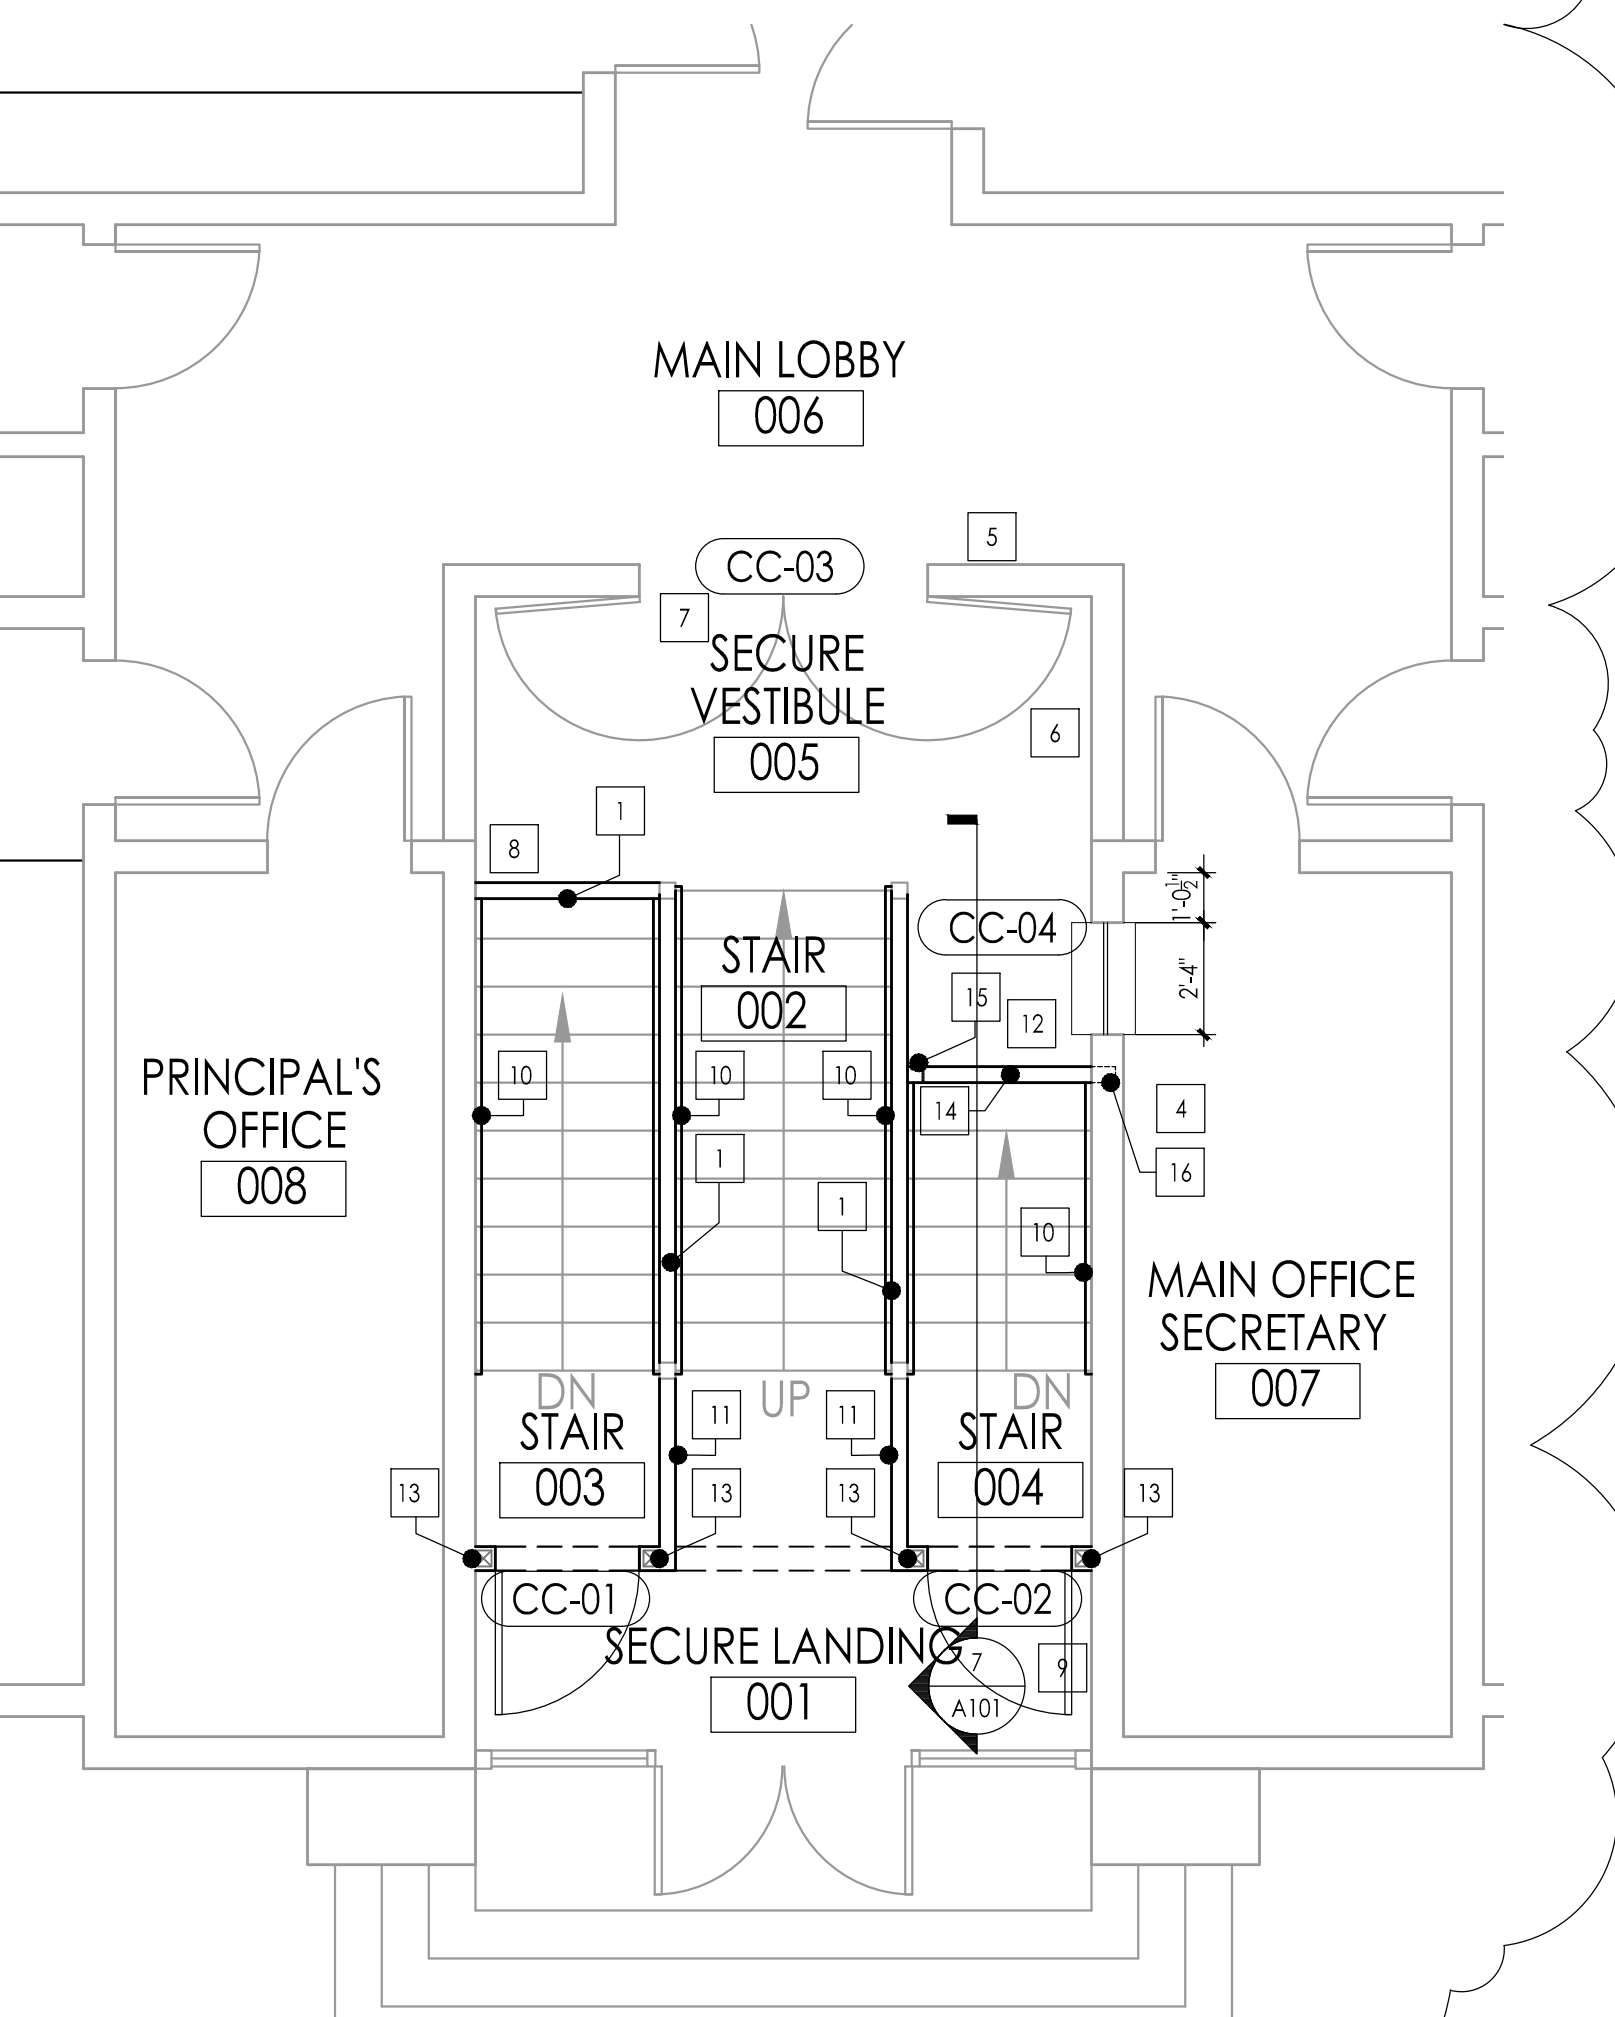 MAIN LOBBY
006
5
CC-03
7
SECURE
VESTIBULE
005
6
1
8
1'-0½"
CC-04
STAIR
002
2'-4"
15
12
PRINCIPAL'S
OFFICE
008
10
10
10
14
4
1
16
1
10
MAIN OFFICE
SECRETARY
007
DN
UP
DN
STAIR
003
11
11
STAIR
004
13
13
13
13
CC-01
CC-02
SECURE LANDING
001
7
A101
9